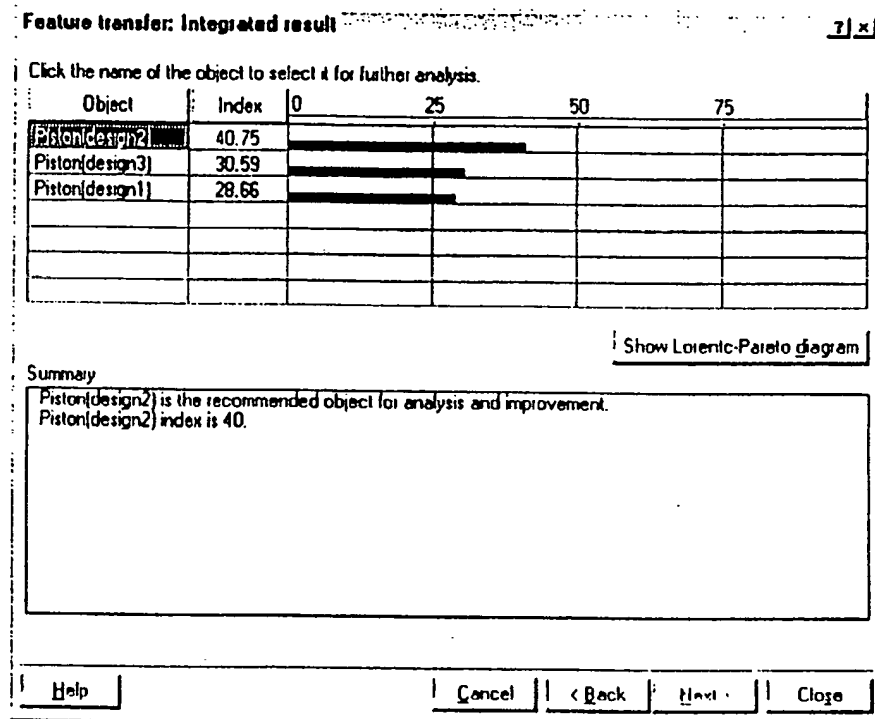 Feature transfer: Integrated result ? ×
Click the name of the object to select it for further analysis.
Object Index 0 25 50 75
Piston(design2) 40.75
Piston(design3) 30.59
Piston(design1) 28.66
Show Lorentc-Pareto diagram
Summary
Piston(design2) is the recommended object for analysis and improvement.
Piston(design2) index is 40.
Help Cancel < Back Next > Close